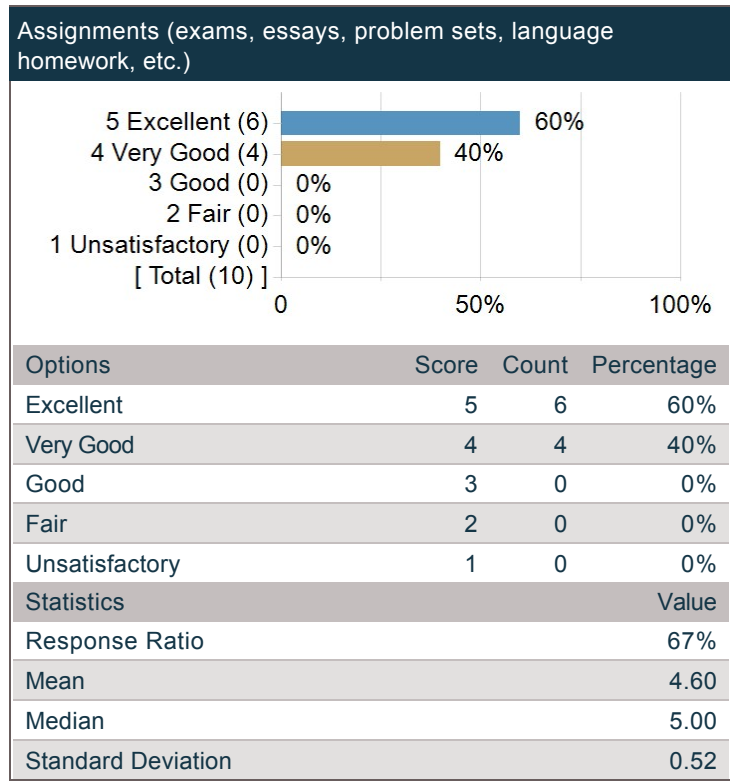 Assignments (exams, essays, problem sets, language
homework, etc.)
5 Excellent (6) 60%
4 Very Good (4) 40%
3 Good (0) 0%
2 Fair (0) 0%
1 Unsatisfactory (0) 0%
[ Total (10) ]
0 50% 100%
Options Score Count Percentage
Excellent 5 6 60%
Very Good 4 4 40%
Good 3 0 0%
Fair 2 0 0%
Unsatisfactory 1 0 0%
Statistics Value
Response Ratio 67%
Mean 4.60
Median 5.00
Standard Deviation 0.52